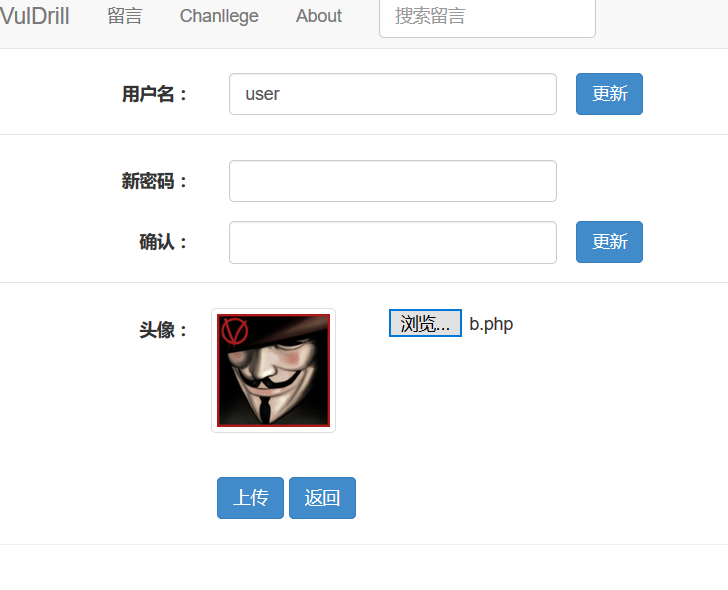 VulDrill 留言 Chanllege About 搜索留言
用户名： user 更新
新密码：
确认： 更新
头像： 浏览... b.php
上传 返回